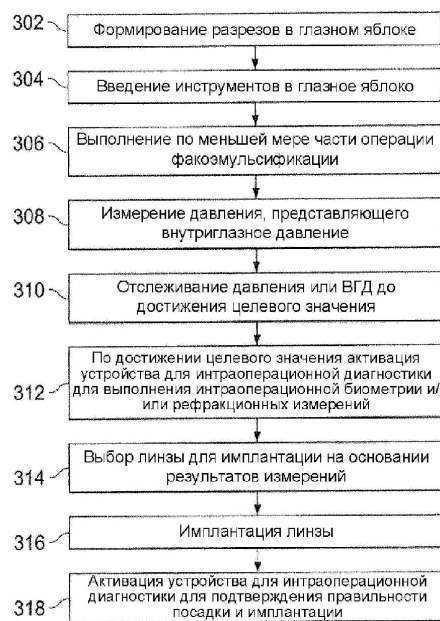 302
Формирование разрезов в глазном яблоке
304
Введение инструментов в глазное яблоко
306
Выполнение по меньшей мере части операции
факоэмульсификации
308
Измерение давления, представляющего
внутриглазное давление
310
Отслеживание давления или ВГД до
достижения целевого значения
312
По достижении целевого значения активация
устройства для интраоперационной диагностики
для выполнения интраоперационной биометрии и/
или рефракционных измерений
314
Выбор линзы для имплантации на основании
результатов измерений
316
Имплантация линзы
318
Активация устройства для интраоперационной
диагностики для подтверждения правильности
посадки и имплантации